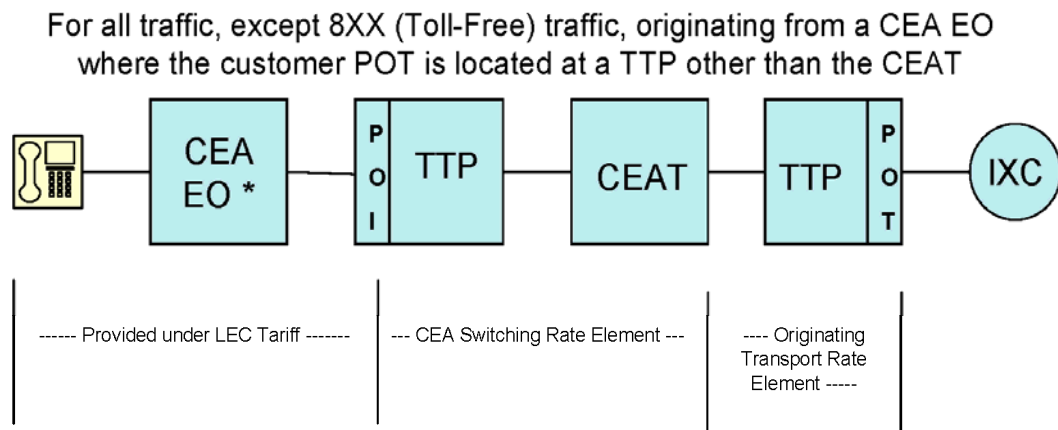 For all traffic, except 8XX (Toll-Free) traffic, originating from a CEA EO
where the customer POT is located at a TTP other than the CEAT
CEA
EO *
P
O
I
TTP
CEAT
TTP
P
O
T
IXC
------ Provided under LEC Tariff -------
--- CEA Switching Rate Element ---
---- Originating
Transport Rate
Element -----